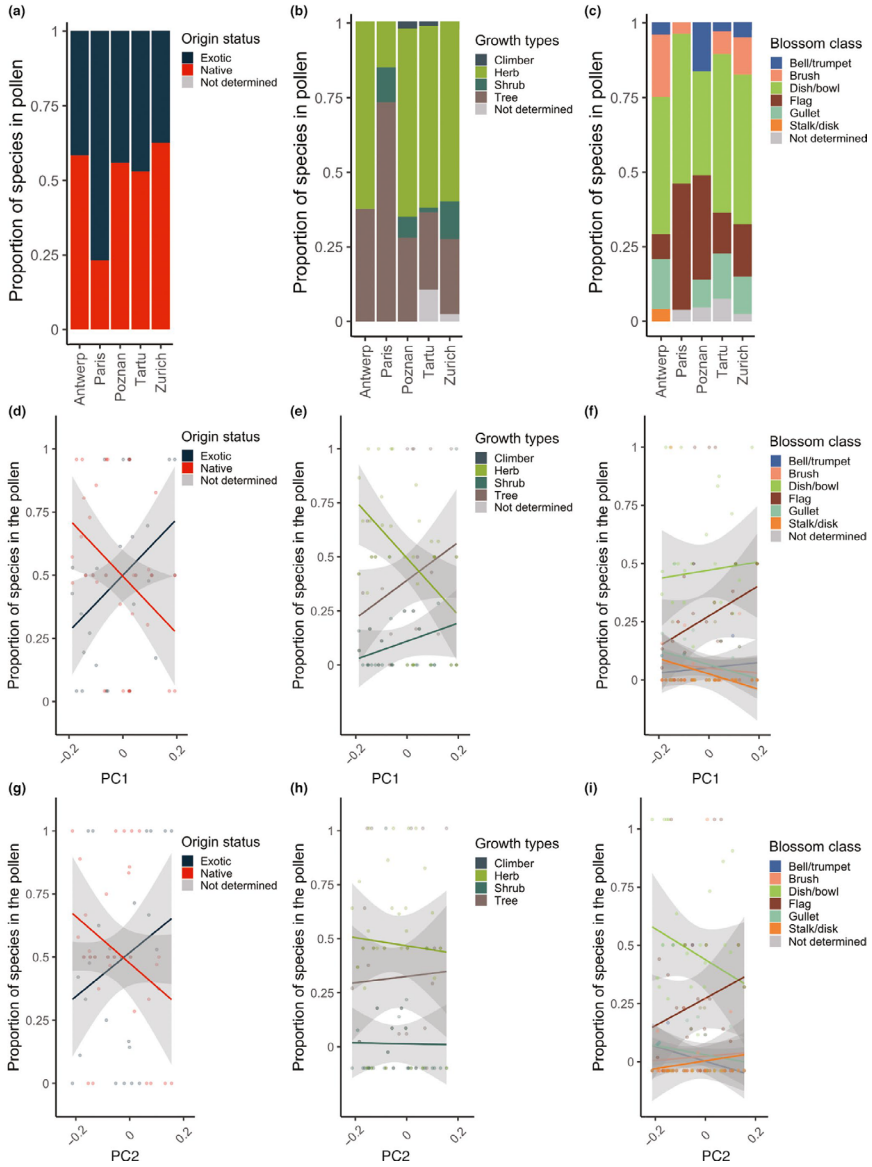 (a)
Proportion of species in pollen
1
0.75
0.5
0.25
0
Antwerp
Paris
Poznan
Tartu
Zurich
Origin status
Exotic
Native
Not determined
(b)
Proportion of species in pollen
1
0.75
0.5
0.25
0
Antwerp
Paris
Poznan
Tartu
Zurich
Growth types
Climber
Herb
Shrub
Tree
Not determined
(c)
Proportion of species in pollen
1
0.75
0.5
0.25
0
Antwerp
Paris
Poznan
Tartu
Zurich
Blossom class
Bell/trumpet
Brush
Dish/bowl
Flag
Gullet
Stalk/disk
Not determined
(d)
Proportion of species in the pollen
1
0.75
0.5
0.25
0
−0.2
0
0.2
PC1
Origin status
Exotic
Native
Not determined
(e)
Proportion of species in the pollen
1
0.75
0.5
0.25
0
−0.2
0
0.2
PC1
Growth types
Climber
Herb
Shrub
Tree
Not determined
(f)
Proportion of species in the pollen
1
0.75
0.5
0.25
0
−0.2
0
0.2
PC1
Blossom class
Bell/trumpet
Brush
Dish/bowl
Flag
Gullet
Stalk/disk
Not determined
(g)
Proportion of species in the pollen
1
0.75
0.5
0.25
0
−0.2
0
0.2
PC2
Origin status
Exotic
Native
Not determined
(h)
Proportion of species in the pollen
1
0.75
0.5
0.25
0
−0.2
0
0.2
PC2
Growth types
Climber
Herb
Shrub
Tree
(i)
Proportion of species in the pollen
1
0.75
0.5
0.25
0
−0.2
0
0.2
PC2
Blossom class
Bell/trumpet
Brush
Dish/bowl
Flag
Gullet
Stalk/disk
Not determined